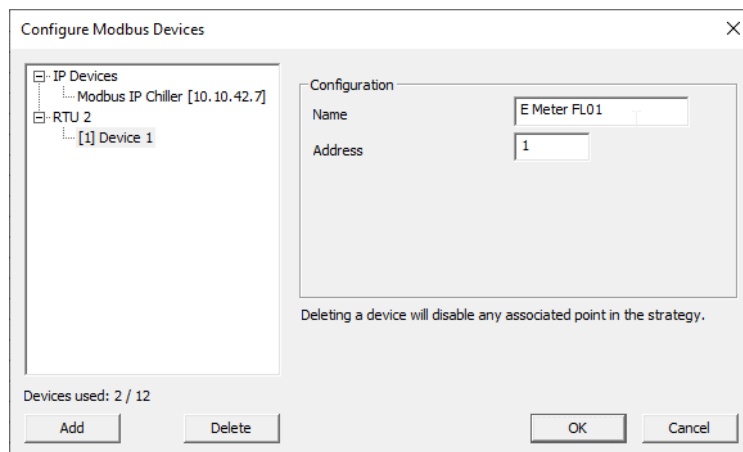 Configure Modbus Devices
IP Devices
Modbus IP Chiller [10.10.42.7]
RTU 2
[1] Device 1
Configuration
Name E Meter FL01
Address 1
Deleting a device will disable any associated point in the strategy.
Devices used: 2 / 12
Add Delete OK Cancel